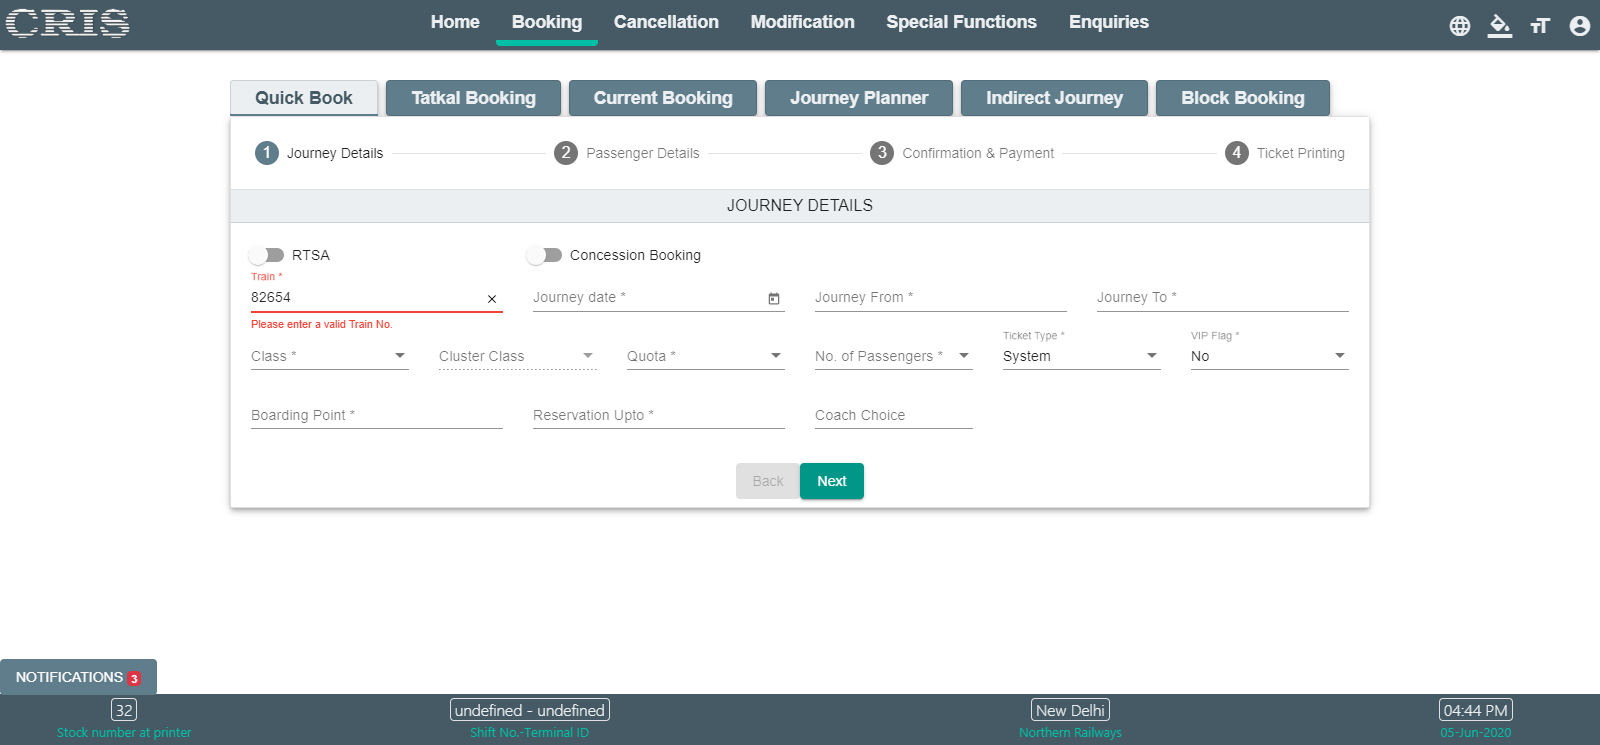 CRIS
Home Booking Cancellation Modification Special Functions Enquiries
Quick Book Tatkal Booking Current Booking Journey Planner Indirect Journey Block Booking
1 Journey Details 2 Passenger Details 3 Confirmation & Payment 4 Ticket Printing
JOURNEY DETAILS
RTSA Concession Booking
Train *
82654 × Journey date * Journey From * Journey To *
Please enter a valid Train No.
Ticket Type * VIP Flag *
Class * Cluster Class Quota * No. of Passengers * System No
Boarding Point * Reservation Upto * Coach Choice
Back Next
NOTIFICATIONS 3
32 undefined - undefined New Delhi 04:44 PM
Stock number at printer Shift No.-Terminal ID Northern Railways 05-Jun-2020